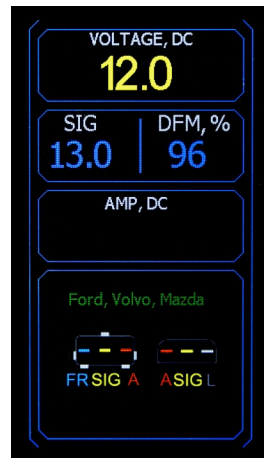 VOLTAGE, DC
12.0
SIG DFM, %
13.0 96
AMP, DC
Ford, Volvo, Mazda
FR SIG A A SIG L